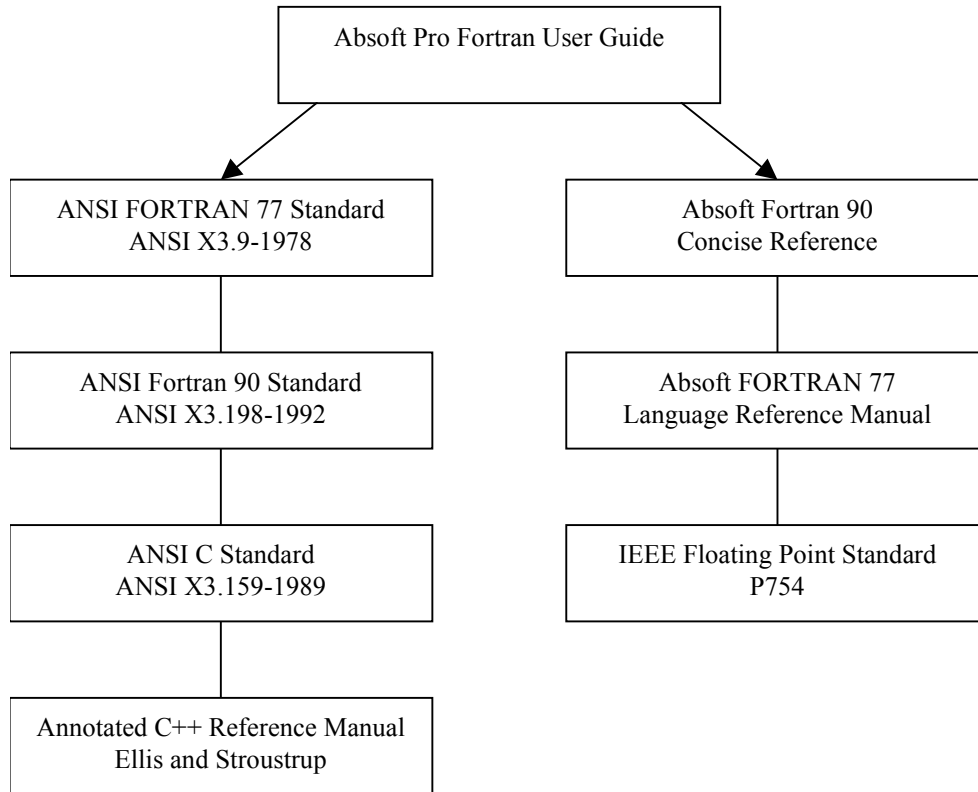 Absoft Pro Fortran User Guide
ANSI FORTRAN 77 Standard
ANSI X3.9-1978
ANSI Fortran 90 Standard
ANSI X3.198-1992
ANSI C Standard
ANSI X3.159-1989
Annotated C++ Reference Manual
Ellis and Stroustrup
Absoft Fortran 90
Concise Reference
Absoft FORTRAN 77
Language Reference Manual
IEEE Floating Point Standard
P754